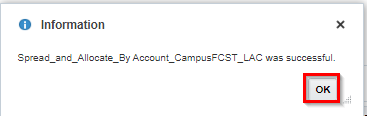 Information
Spread_and_Allocate_By Account_CampusFCST_LAC was successful.
OK